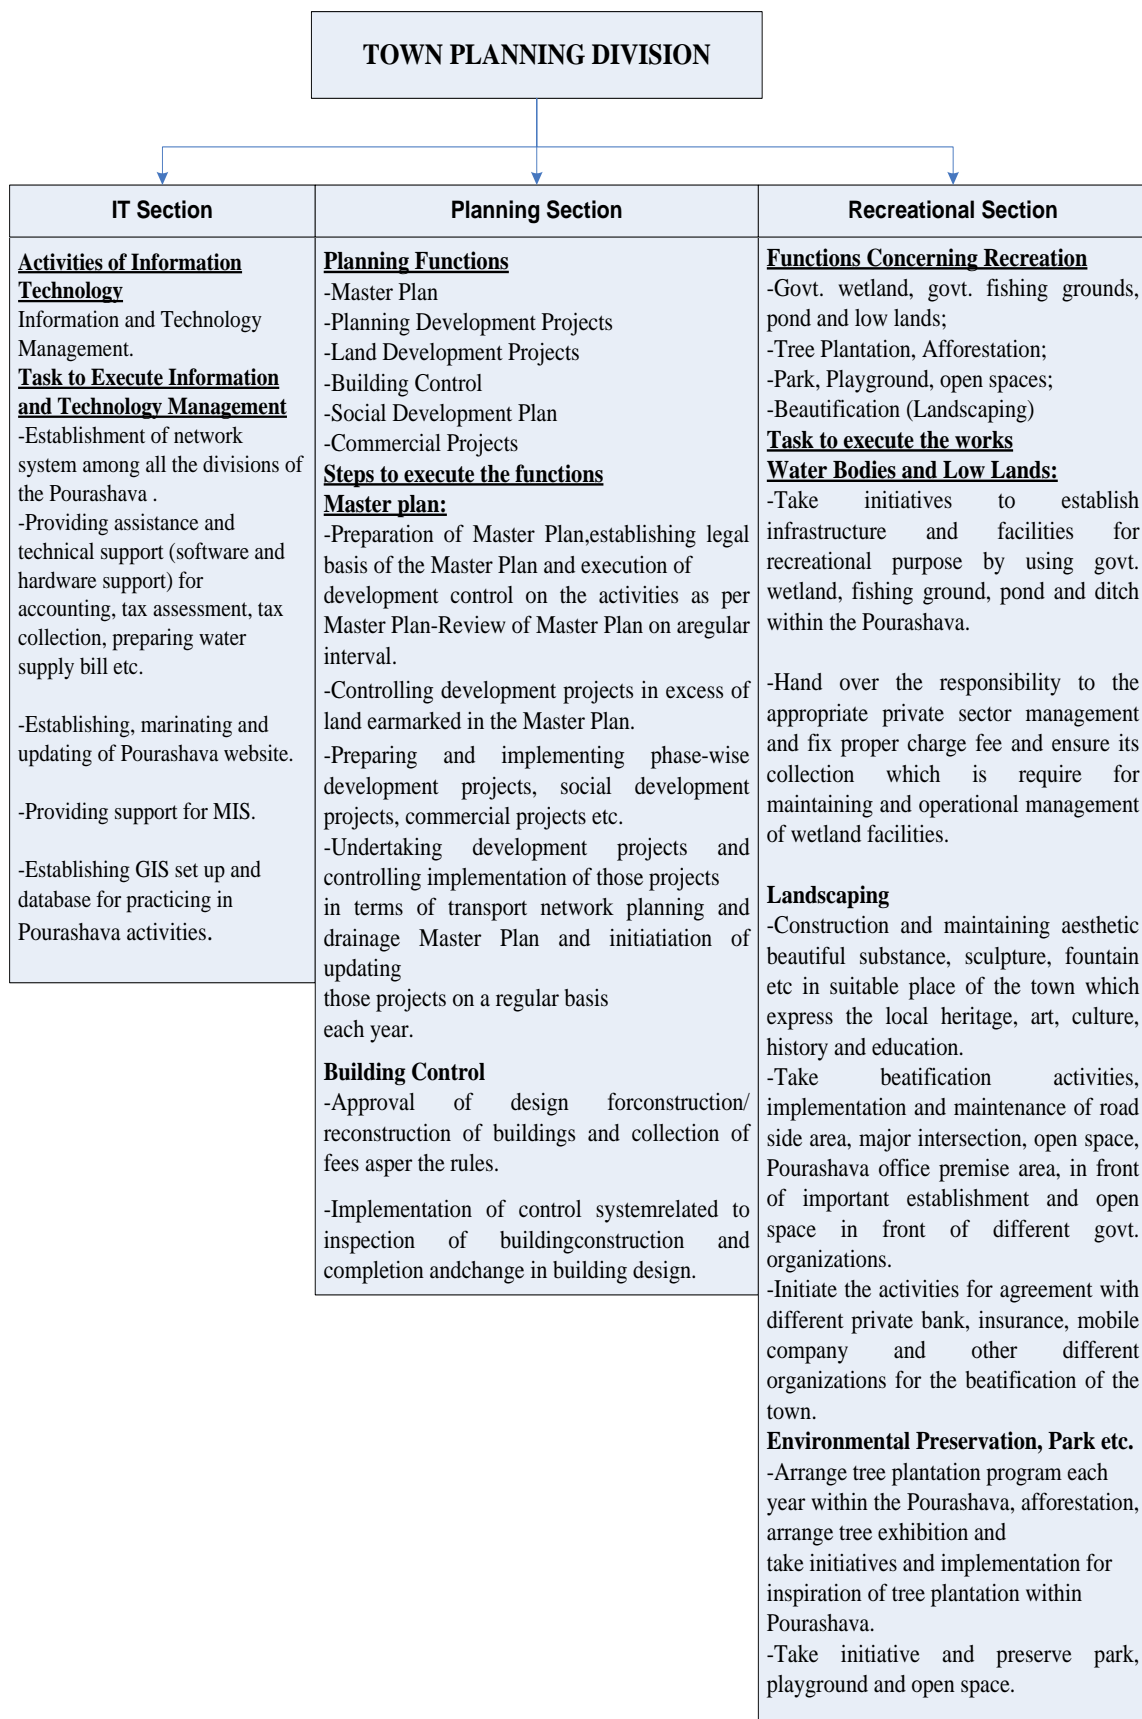 TOWN PLANNING DIVISION
IT Section
Activities of Information
Technology
Information and Technology
Management.
Task to Execute Information
and Technology Management
-Establishment of network
system among all the divisions of
the Pourashava .
-Providing assistance and
technical support (software and
hardware support) for
accounting, tax assessment, tax
collection, preparing water
supply bill etc.
-Establishing, marinating and
updating of Pourashava website.
-Providing support for MIS.
-Establishing GIS set up and
database for practicing in
Pourashava activities.
Planning Section
Planning Functions
-Master Plan
-Planning Development Projects
-Land Development Projects
-Building Control
-Social Development Plan
-Commercial Projects
Steps to execute the functions
Master plan:
-Preparation of Master Plan,establishing legal
basis of the Master Plan and execution of
development control on the activities as per
Master Plan-Review of Master Plan on aregular
interval.
-Controlling development projects in excess of
land earmarked in the Master Plan.
-Preparing and implementing phase-wise
development projects, social development
projects, commercial projects etc.
-Undertaking development projects and
controlling implementation of those projects
in terms of transport network planning and
drainage Master Plan and initiatiation of
updating
those projects on a regular basis
each year.
Building Control
-Approval of design forconstruction/
reconstruction of buildings and collection of
fees asper the rules.
-Implementation of control systemrelated to
inspection of buildingconstruction and
completion andchange in building design.
Recreational Section
Functions Concerning Recreation
-Govt. wetland, govt. fishing grounds,
pond and low lands;
-Tree Plantation, Afforestation;
-Park, Playground, open spaces;
-Beautification (Landscaping)
Task to execute the works
Water Bodies and Low Lands:
-Take initiatives to establish
infrastructure and facilities for
recreational purpose by using govt.
wetland, fishing ground, pond and ditch
within the Pourashava.
-Hand over the responsibility to the
appropriate private sector management
and fix proper charge fee and ensure its
collection which is require for
maintaining and operational management
of wetland facilities.
Landscaping
-Construction and maintaining aesthetic
beautiful substance, sculpture, fountain
etc in suitable place of the town which
express the local heritage, art, culture,
history and education.
-Take beatification activities,
implementation and maintenance of road
side area, major intersection, open space,
Pourashava office premise area, in front
of important establishment and open
space in front of different govt.
organizations.
-Initiate the activities for agreement with
different private bank, insurance, mobile
company and other different
organizations for the beatification of the
town.
Environmental Preservation, Park etc.
-Arrange tree plantation program each
year within the Pourashava, afforestation,
arrange tree exhibition and
take initiatives and implementation for
inspiration of tree plantation within
Pourashava.
-Take initiative and preserve park,
playground and open space.